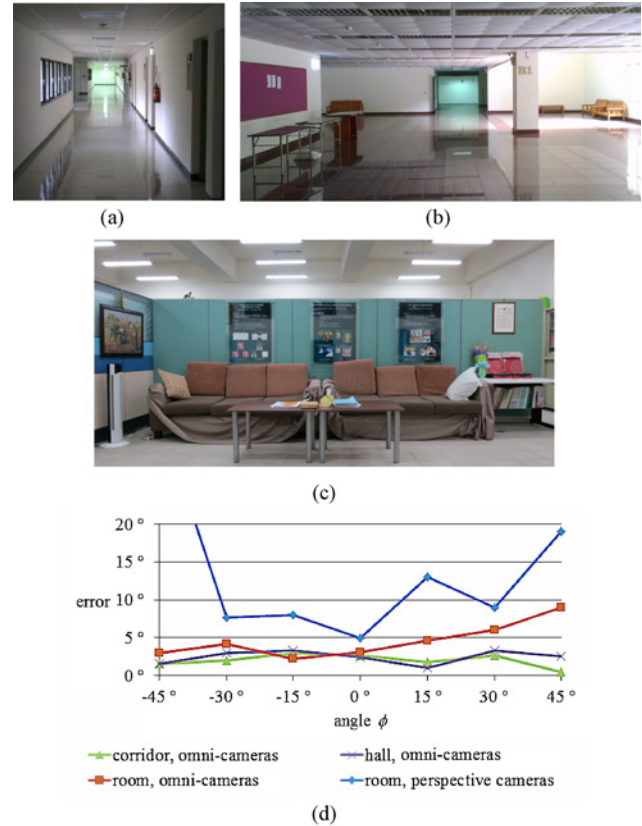 B1
(a)
(b)
(c)
20 °
15 °
10 °
5 °
0 °
error
-45 °
-30 °
-15 °
0 °
15 °
30 °
45 °
angle ϕ
corridor, omni-cameras
hall, omni-cameras
room, omni-cameras
room, perspective cameras
(d)